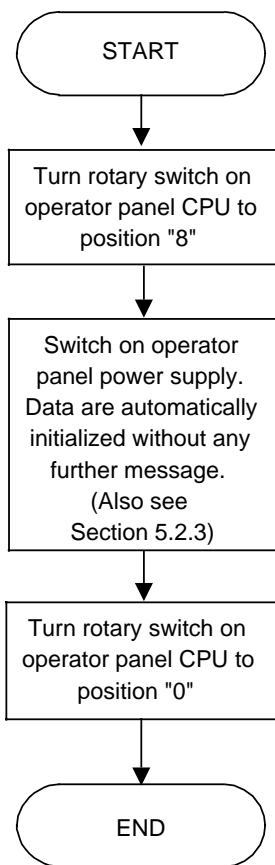 START
Turn rotary switch on
operator panel CPU to
position "8"
Switch on operator
panel power supply.
Data are automatically
initialized without any
further message.
(Also see
Section 5.2.3)
Turn rotary switch on
operator panel CPU to
position "0"
END